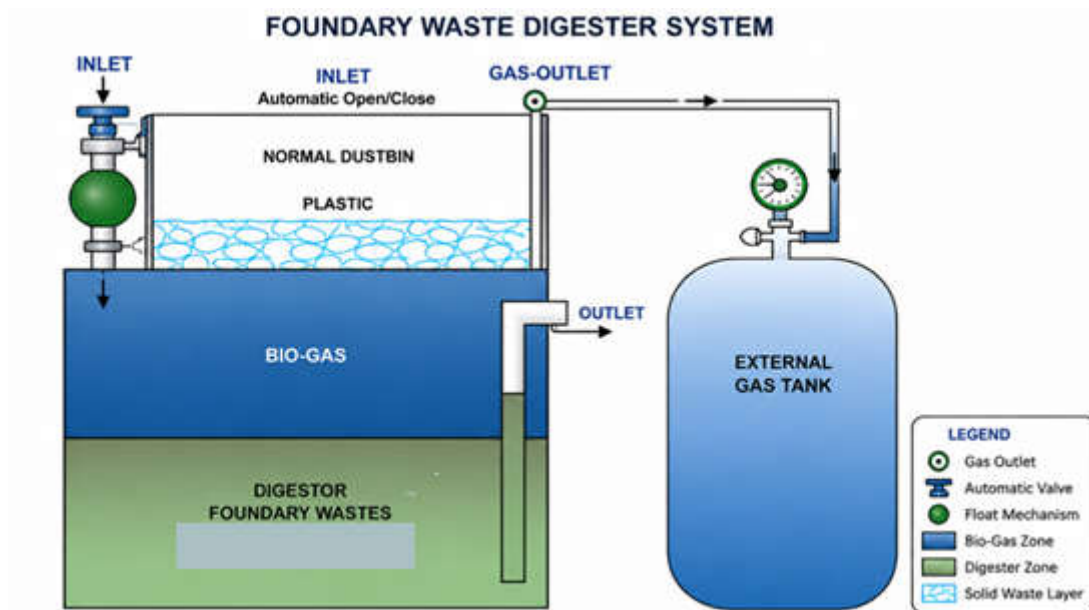 FOUNDARY WASTE DIGESTER SYSTEM
INLET
INLET
Automatic Open/Close
GAS-OUTLET
NORMAL DUSTBIN
PLASTIC
BIO-GAS
OUTLET
DIGESTOR
FOUNDARY WASTES
EXTERNAL
GAS TANK
LEGEND
Gas Outlet
Automatic Valve
Float Mechanism
Bio-Gas Zone
Digester Zone
Solid Waste Layer